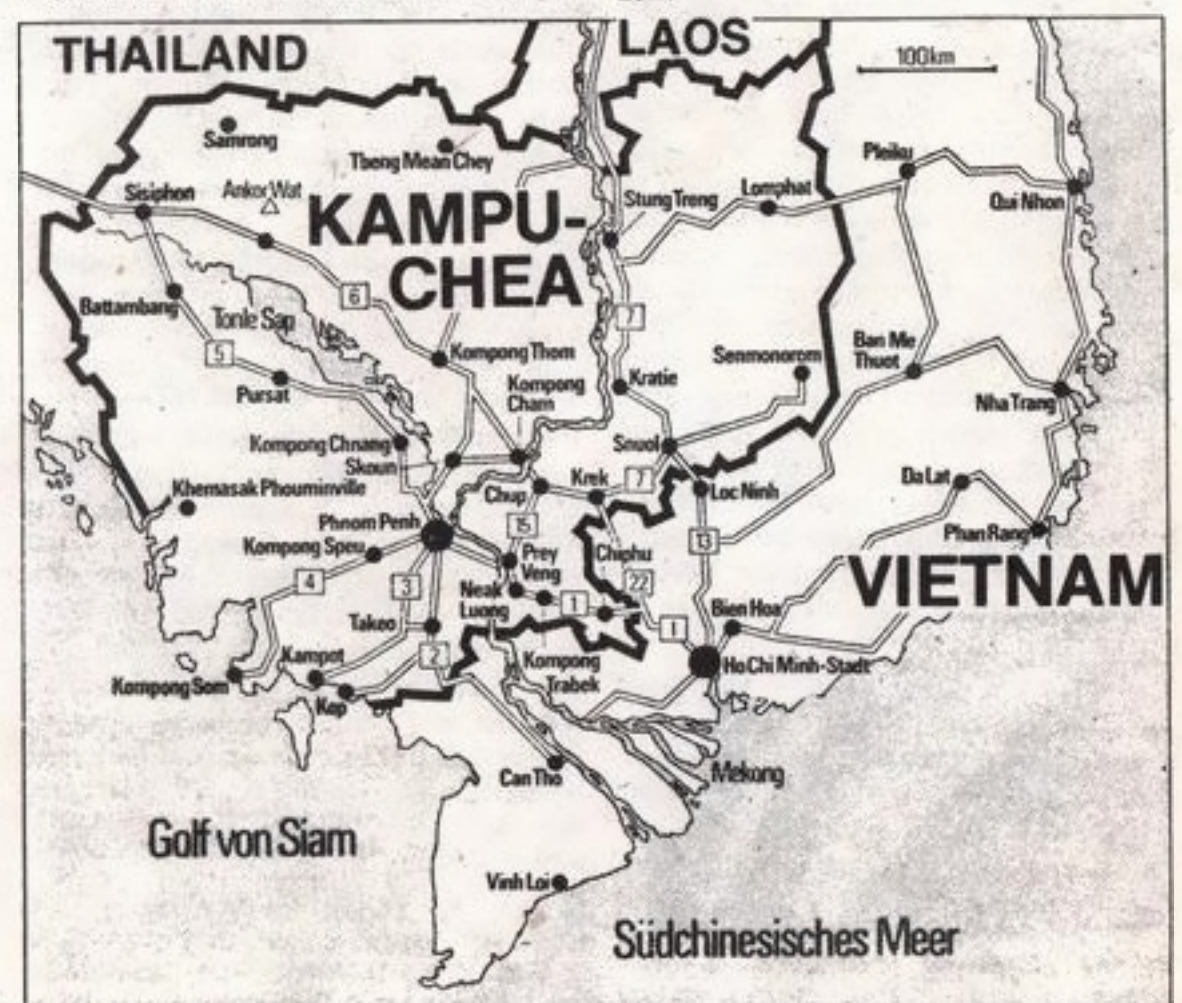 THAILAND
LAOS
100km
Samrong
Tbeng Mean Chey
Pleiku
Sisiphon
Ankor Wat
Stung Treng
Lomphat
Qui Nhon
KAMPU-
CHEA
6
7
Battambang
Tonle Sap
5
Kompong Thom
Senmonorom
Ban Me
Thuot
Pursat
Kompong
Cham
Kratie
Nha Trang
Kompong Chnang
Skoun
Snuol
Khemasak Phouminville
Chup
Krek
7
Loc Ninh
Da Lat
Phnom Penh
15
13
Phan Rang
Kompong Speu
Prey
Veng
Chiphu
4
3
Neak
Luong
1
22
VIETNAM
Takeo
1
Bien Hoa
Kampot
2
Kompong
Trabek
Ho Chi Minh-Stadt
Kompong Som
Kep
Can Tho
Mekong
Golf von Siam
Vinh Loi
Südchinesisches Meer